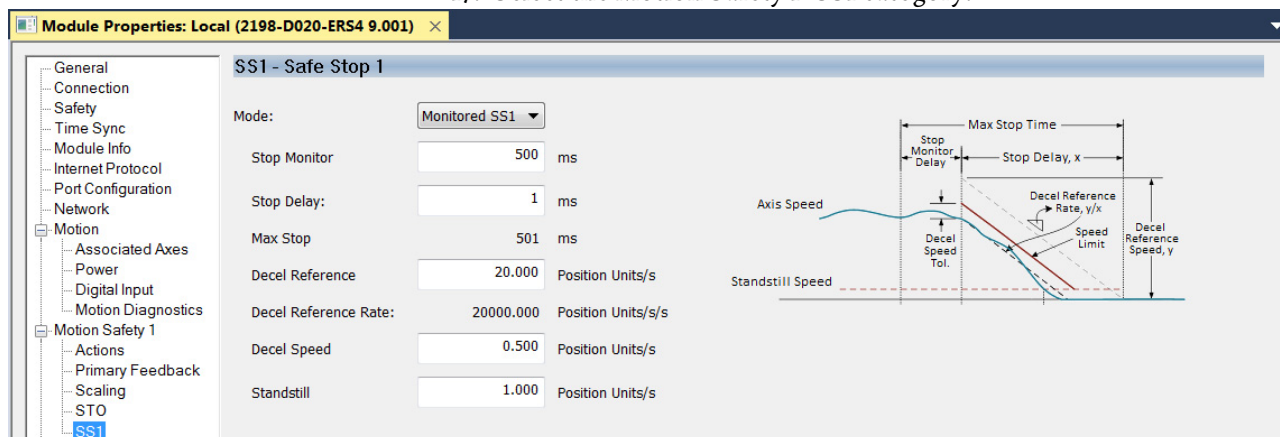 Module Properties: Local (2198-D020-ERS4 9.001) ×
General
Connection
Safety
Time Sync
Module Info
Internet Protocol
Port Configuration
Network
Motion
Associated Axes
Power
Digital Input
Motion Diagnostics
Motion Safety 1
Actions
Primary Feedback
Scaling
STO
SS1
SS1 - Safe Stop 1
Mode: Monitored SS1
Stop Monitor 500 ms
Stop Delay: 1 ms
Max Stop 501 ms
Decel Reference 20.000 Position Units/s
Decel Reference Rate: 20000.000 Position Units/s/s
Decel Speed 0.500 Position Units/s
Standstill 1.000 Position Units/s
Max Stop Time
Stop
Monitor
Delay
Stop Delay, x
Axis Speed
Decel Reference
Rate, y/x
Decel
Speed
Tol.
Speed
Limit
Decel
Reference
Speed, y
Standstill Speed